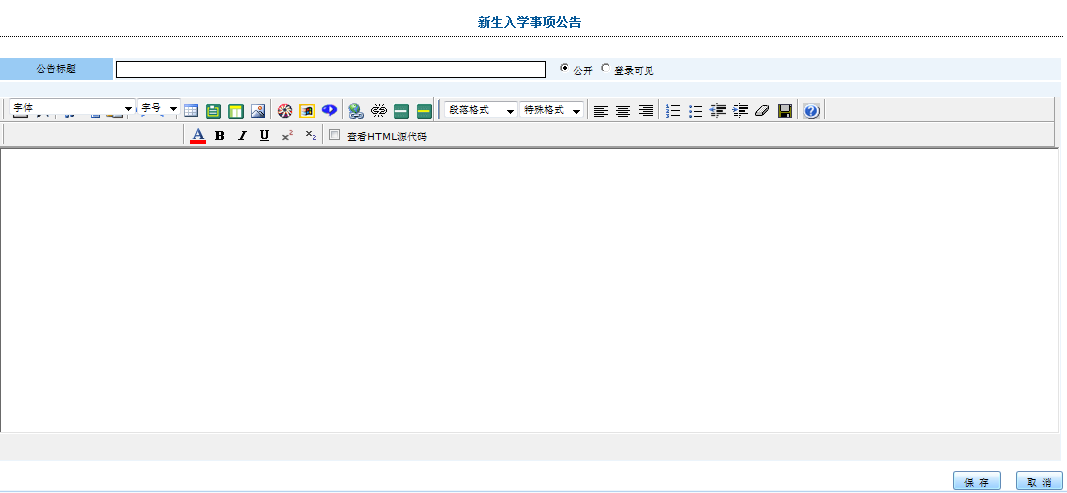 新生入学事项公告
公告标题 公开 登录可见
字体 字号 段落格式 特殊格式
A B I U x² x₂ 查看HTML源代码
保 存 取 消